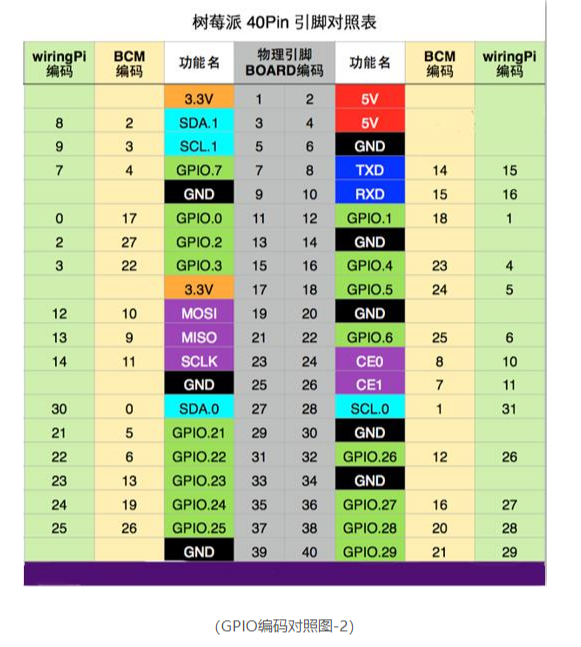 树莓派 40Pin 引脚对照表
wiringPi 编码 BCM 编码 功能名 物理引脚 BOARD编码 功能名 BCM 编码 wiringPi 编码
3.3V 1 2 5V
8 2 SDA.1 3 4 5V
9 3 SCL.1 5 6 GND
7 4 GPIO.7 7 8 TXD 14 15
GND 9 10 RXD 15 16
0 17 GPIO.0 11 12 GPIO.1 18 1
2 27 GPIO.2 13 14 GND
3 22 GPIO.3 15 16 GPIO.4 23 4
3.3V 17 18 GPIO.5 24 5
12 10 MOSI 19 20 GND
13 9 MISO 21 22 GPIO.6 25 6
14 11 SCLK 23 24 CE0 8 10
GND 25 26 CE1 7 11
30 0 SDA.0 27 28 SCL.0 1 31
21 5 GPIO.21 29 30 GND
22 6 GPIO.22 31 32 GPIO.26 12 26
23 13 GPIO.23 33 34 GND
24 19 GPIO.24 35 36 GPIO.27 16 27
25 26 GPIO.25 37 38 GPIO.28 20 28
GND 39 40 GPIO.29 21 29
(GPIO编码对照图-2)